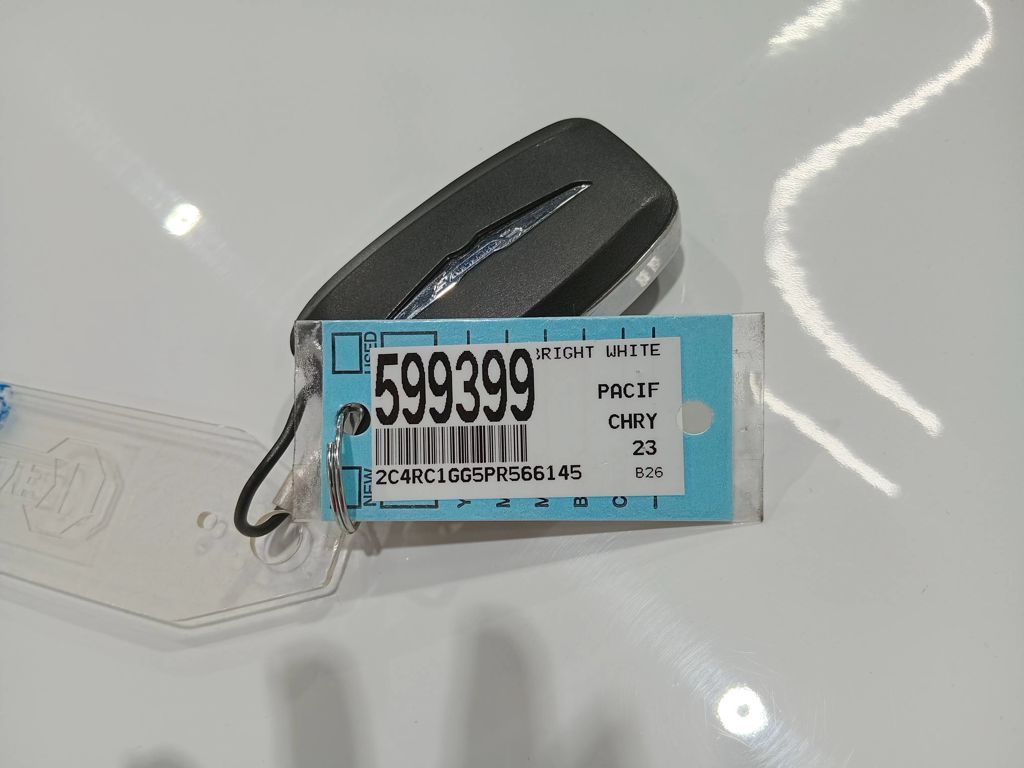 USED
599399
BRIGHT WHITE
PACIF
CHRY
23
2C4RC1GG5PR566145
B26
NEW
Y
M
M
B
C